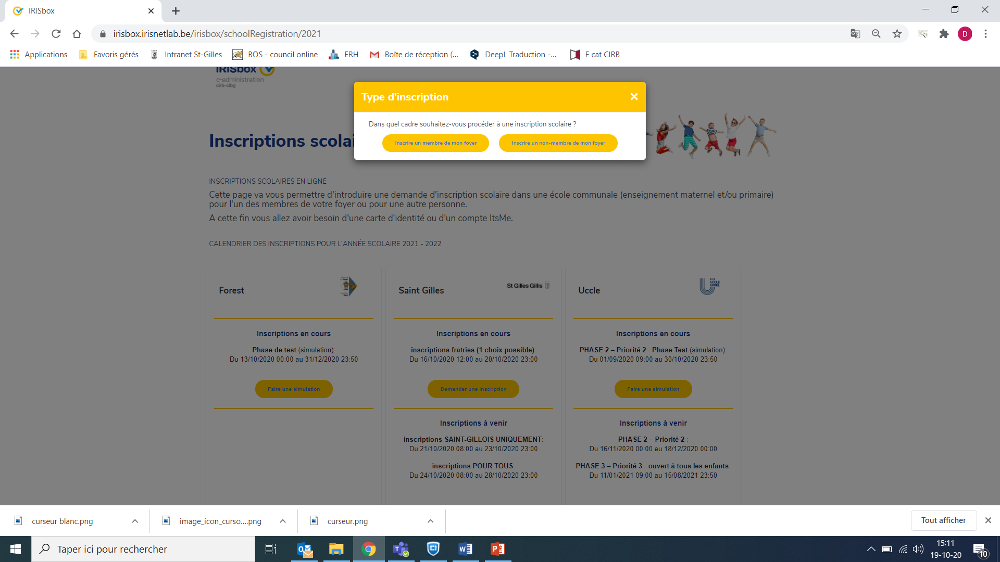 IRISbox
irisbox.irisnetlab.be/irisbox/schoolRegistration/2021
D
Applications
Favoris gérés
Intranet St-Gilles
BOS - council online
ERH
Boîte de réception (...
DeepL Traduction -...
E cat CIRB
IRISbox
e-administration
cirb-cibg
Type d'inscription
Dans quel cadre souhaitez-vous procéder à une inscription scolaire ?
Inscrire un membre de mon foyer
Inscrire un non-membre de mon foyer
Inscriptions scolai
INSCRIPTIONS SCOLAIRES EN LIGNE
Cette page va vous permettre d'introduire une demande d'inscription scolaire dans une école communale (enseignement maternel et/ou primaire)
pour l'un des membres de votre foyer ou pour une autre personne.
A cette fin vous allez avoir besoin d'une carte d'identité ou d'un compte ItsMe.
CALENDRIER DES INSCRIPTIONS POUR L'ANNÉE SCOLAIRE 2021 - 2022
Forest
Inscriptions en cours
Phase de test (simulation):
Du 13/10/2020 00:00 au 31/12/2020 23:50
Faire une simulation
Saint Gilles
St Gilles Gillis
Inscriptions en cours
inscriptions fratries (1 choix possible):
Du 16/10/2020 12:00 au 20/10/2020 23:00
Demander une inscription
Inscriptions à venir
inscriptions SAINT-GILLOIS UNIQUEMENT:
Du 21/10/2020 08:00 au 23/10/2020 23:00
inscriptions POUR TOUS:
Du 24/10/2020 08:00 au 28/10/2020 23:00
Uccle
UCCLE
UKKEL
Inscriptions en cours
PHASE 2 – Priorité 2 - Phase Test (simulation):
Du 01/09/2020 09:00 au 30/10/2020 23:50
Faire une simulation
Inscriptions à venir
PHASE 2 – Priorité 2 :
Du 16/11/2020 00:00 au 18/12/2020 00:00
PHASE 3 – Priorité 3 - ouvert à tous les enfants:
Du 11/01/2021 09:00 au 15/08/2021 23:50
curseur blanc.png
image_icon_curso....png
curseur.png
Tout afficher
Taper ici pour rechercher
15:11
19-10-20
10